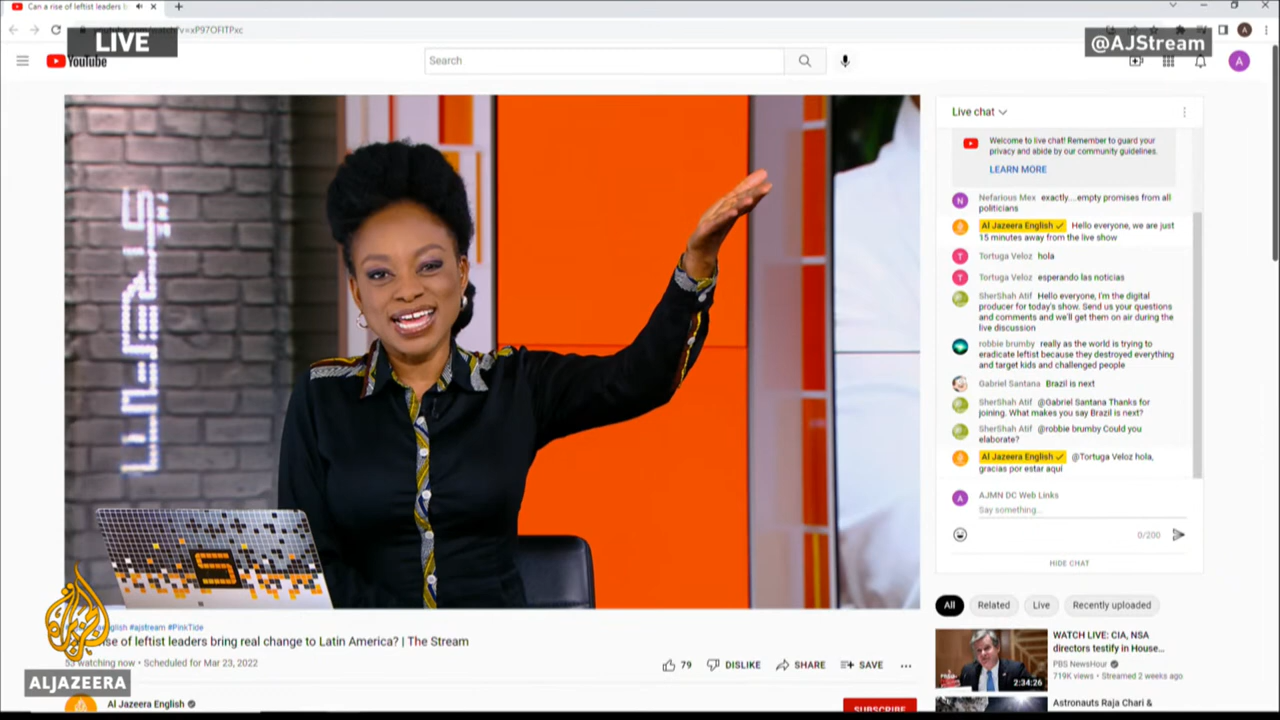 Can a rise of leftist leaders b
LIVE
@AJStream
YouTube
Search
A
Live chat
Welcome to live chat! Remember to guard your
privacy and abide by our community guidelines.
LEARN MORE
Nefarious Mex exactly....empty promises from all
politicians
Al Jazeera English Hello everyone, we are just
15 minutes away from the live show
Tortuga Veloz hola
Tortuga Veloz esperando las noticias
SherShah Atif Hello everyone, I'm the digital
producer for today's show. Send us your questions
and comments and we'll get them on air during the
live discussion
robbie brumby really as the world is trying to
eradicate leftist because they destroyed everything
and target kids and challenged people
Gabriel Santana Brazil is next
SherShah Atif @Gabriel Santana Thanks for
joining. What makes you say Brazil is next?
SherShah Atif @robbie brumby Could you
elaborate?
Al Jazeera English @Tortuga Veloz hola,
gracias por estar aquí
AJMN DC Web Links
Say something...
0/200
HIDE CHAT
All
Related
Live
Recently uploaded
WATCH LIVE: CIA, NSA
directors testify in House...
PBS NewsHour
719K views • Streamed 2 weeks ago
2:34:26
Astronauts Raja Chari &
#ajstream #PinkTide
rise of leftist leaders bring real change to Latin America? | The Stream
53 watching now • Scheduled for Mar 23, 2022
79
DISLIKE
SHARE
SAVE
ALJAZEERA
Al Jazeera English
SUBSCRIBE